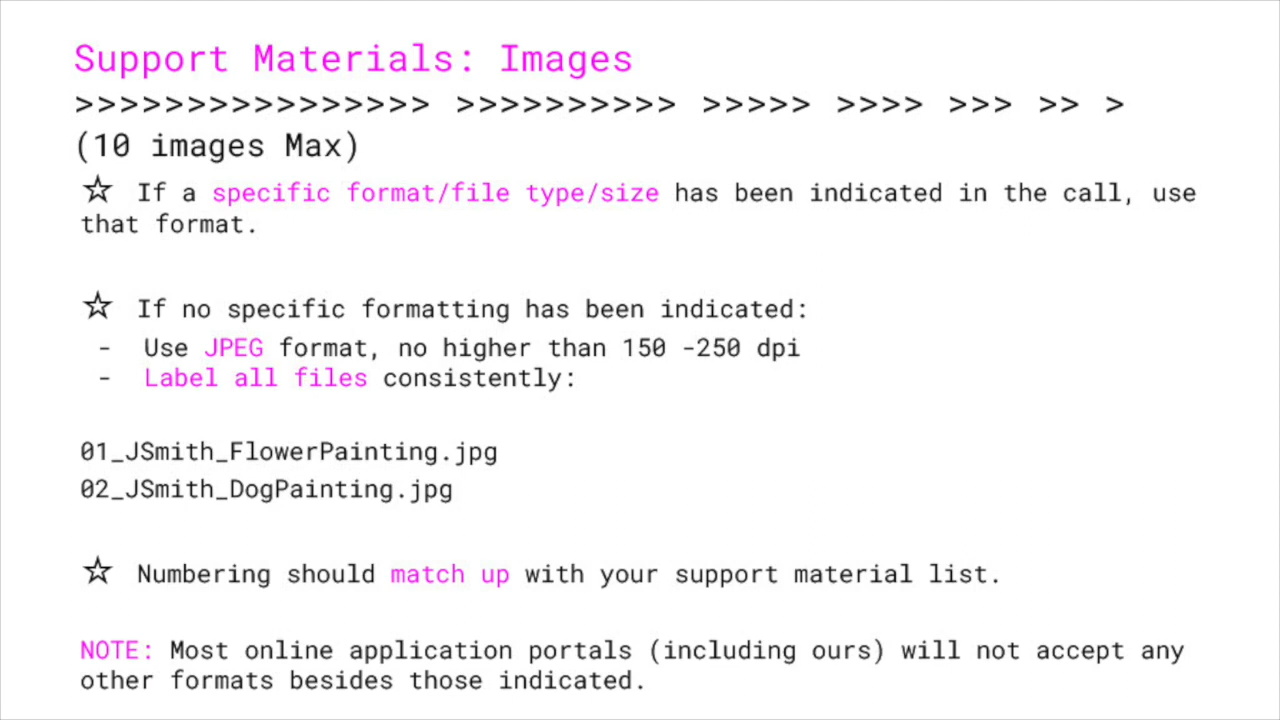 Support Materials: Images
>>>>>>>>>>>>>>>> >>>>>>>>>> >>>>> >>>> >>> >> >
(10 images Max)
☆ If a specific format/file type/size has been indicated in the call, use
that format.
☆ If no specific formatting has been indicated:
- Use JPEG format, no higher than 150 -250 dpi
- Label all files consistently:
01_JSmith_FlowerPainting.jpg
02_JSmith_DogPainting.jpg
☆ Numbering should match up with your support material list.
NOTE: Most online application portals (including ours) will not accept any
other formats besides those indicated.